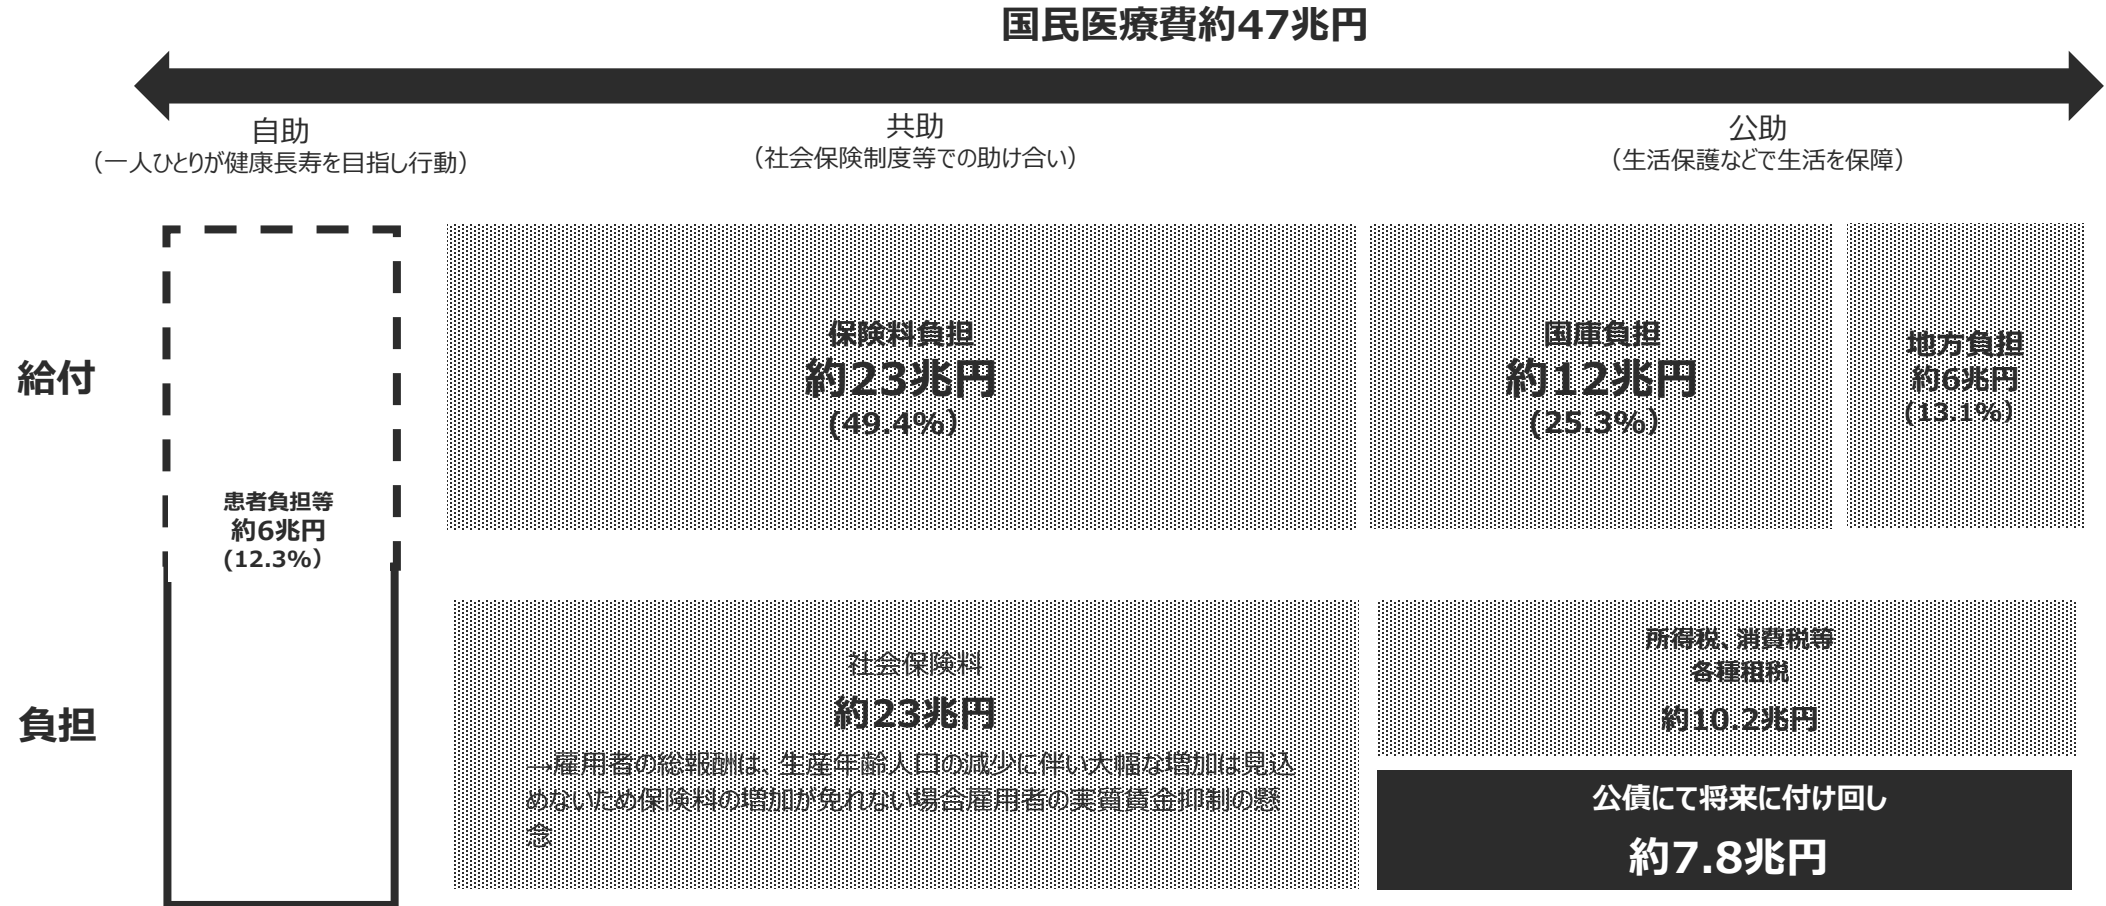 国民医療費約47兆円
自助
（一人ひとりが健康長寿を目指し行動）
共助
（社会保険制度等での助け合い）
公助
（生活保護などで生活を保障）
給付
患者負担等
約6兆円
(12.3%）
保険料負担
約23兆円
(49.4%）
国庫負担
約12兆円
(25.3%）
地方負担
約6兆円
(13.1%）
負担
社会保険料
約23兆円
→雇用者の総報酬は、生産年齢人口の減少に伴い大幅な増加は見込
めないため保険料の増加が免れない場合雇用者の実質賃金抑制の懸
念
所得税、消費税等
各種租税
約10.2兆円
公債にて将来に付け回し
約7.8兆円